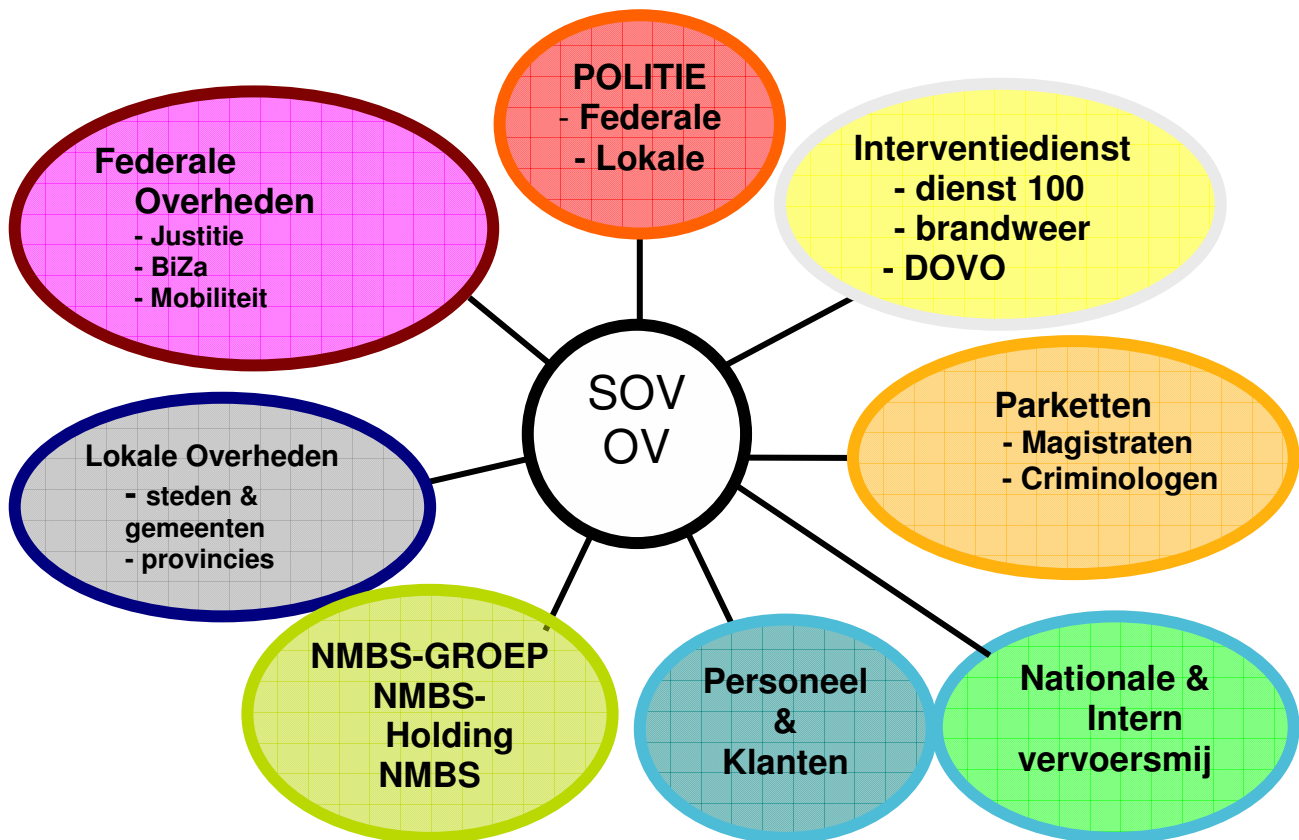 POLITIE
- Federale
- Lokale
Federale
Overheden
- Justitie
- BiZa
- Mobiliteit
Interventiedienst
- dienst 100
- brandweer
- DOVO
SOV
OV
Parketten
- Magistraten
- Criminologen
Lokale Overheden
- steden &
gemeenten
- provincies
NMBS-GROEP
NMBS-
Holding
NMBS
Personeel
&
Klanten
Nationale &
Intern
vervoersmij